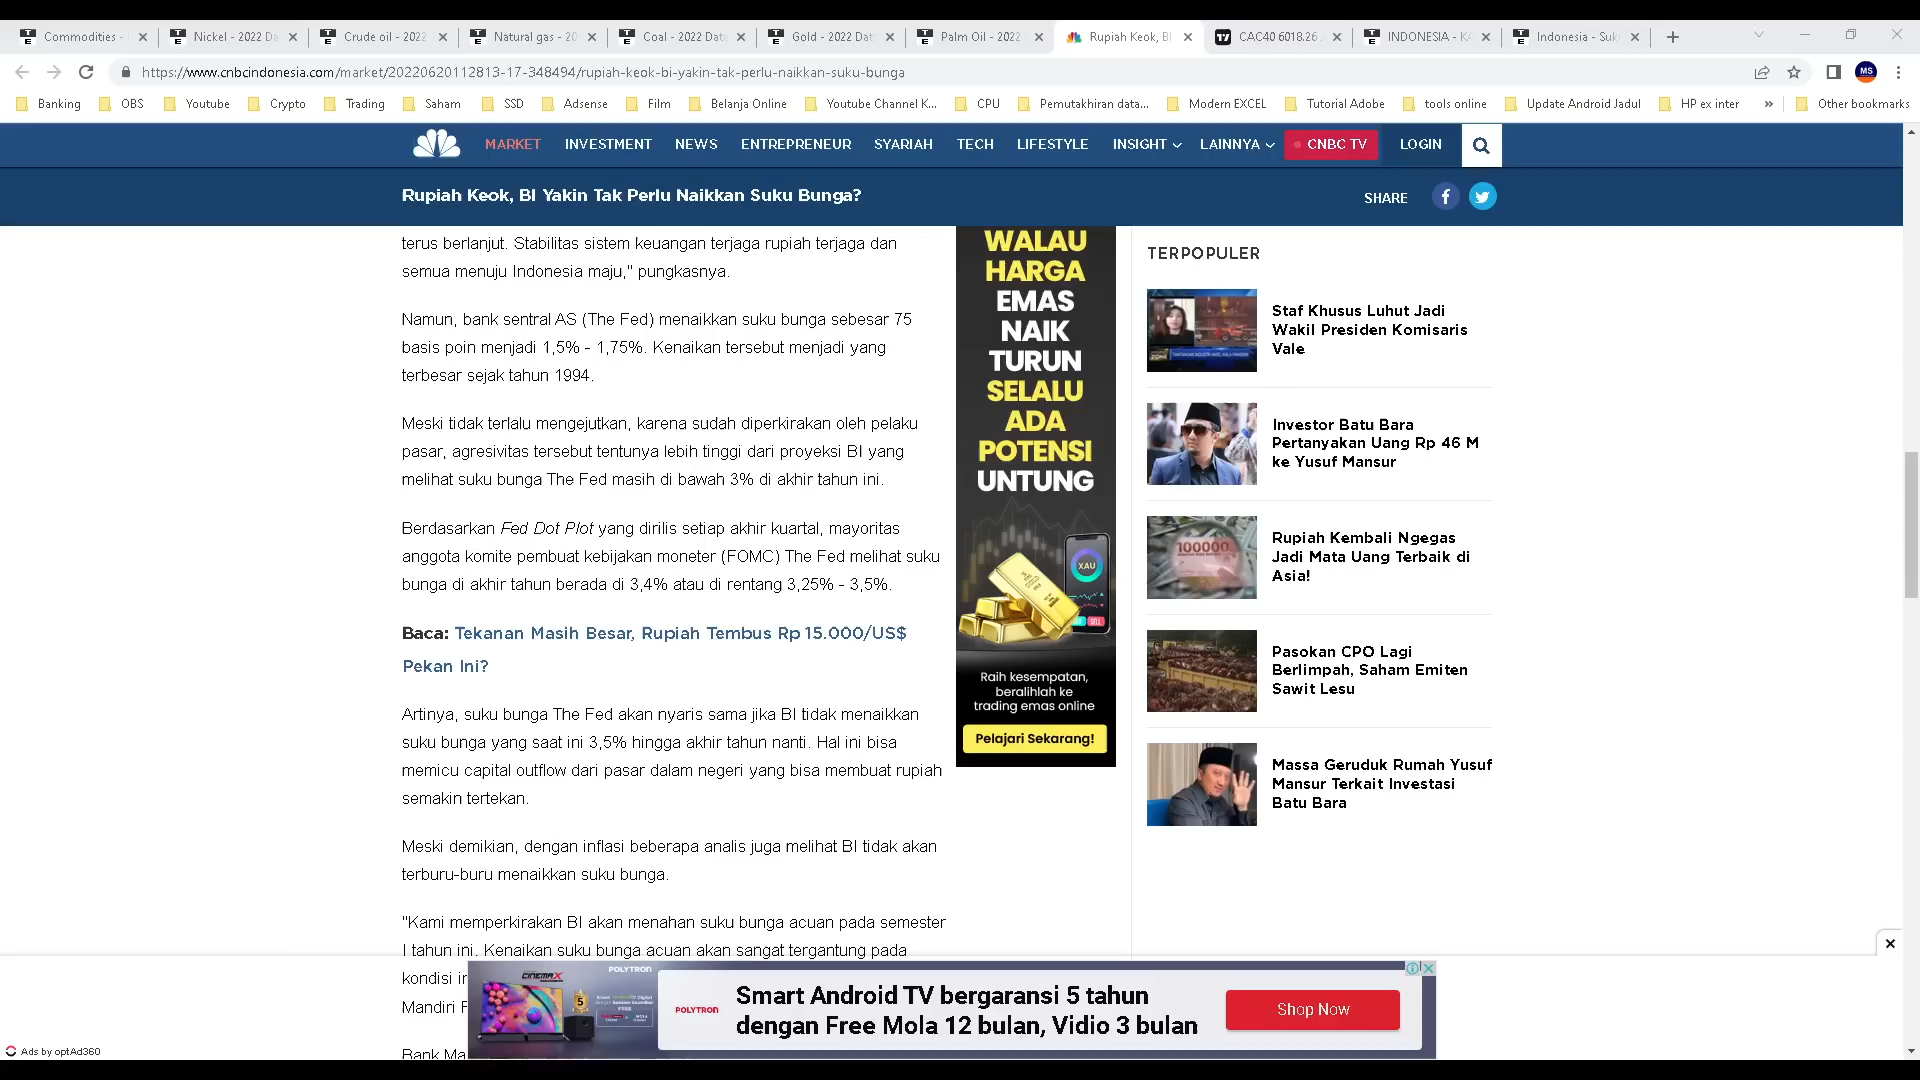 Commodities -
Nickel - 2022 Da
Crude oil - 2022
Natural gas - 20
Coal - 2022 Dat
Gold - 2022 Dat
Palm Oil - 2022
Rupiah Keok, B
CAC40 6018.26
INDONESIA - KA
Indonesia - Suk
https://www.cnbcindonesia.com/market/20220620112813-17-348494/rupiah-keok-bi-yakin-tak-perlu-naikkan-suku-bunga
MS
Banking
OBS
Youtube
Crypto
Trading
Saham
SSD
Adsense
Film
Belanja Online
Youtube Channel K...
CPU
Pemutakhiran data...
Modern EXCEL
Tutorial Adobe
tools online
Update Android Jadul
HP ex inter
»
Other bookmarks
MARKET
INVESTMENT
NEWS
ENTREPRENEUR
SYARIAH
TECH
LIFESTYLE
INSIGHT
LAINNYA
CNBC TV
LOGIN
Rupiah Keok, BI Yakin Tak Perlu Naikkan Suku Bunga?
SHARE
terus berlanjut. Stabilitas sistem keuangan terjaga rupiah terjaga dan
semua menuju Indonesia maju," pungkasnya.
Namun, bank sentral AS (The Fed) menaikkan suku bunga sebesar 75
basis poin menjadi 1,5% - 1,75%. Kenaikan tersebut menjadi yang
terbesar sejak tahun 1994.
Meski tidak terlalu mengejutkan, karena sudah diperkirakan oleh pelaku
pasar, agresivitas tersebut tentunya lebih tinggi dari proyeksi BI yang
melihat suku bunga The Fed masih di bawah 3% di akhir tahun ini.
Berdasarkan Fed Dot Plot yang dirilis setiap akhir kuartal, mayoritas
anggota komite pembuat kebijakan moneter (FOMC) The Fed melihat suku
bunga di akhir tahun berada di 3,4% atau di rentang 3,25% - 3,5%.
Baca: Tekanan Masih Besar, Rupiah Tembus Rp 15.000/US$
Pekan Ini?
Artinya, suku bunga The Fed akan nyaris sama jika BI tidak menaikkan
suku bunga yang saat ini 3,5% hingga akhir tahun nanti. Hal ini bisa
memicu capital outflow dari pasar dalam negeri yang bisa membuat rupiah
semakin tertekan.
Meski demikian, dengan inflasi beberapa analis juga melihat BI tidak akan
terburu-buru menaikkan suku bunga.
"Kami memperkirakan BI akan menahan suku bunga acuan pada semester
I tahun ini. Kenaikan suku bunga acuan akan sangat tergantung pada
kondisi in
Mandiri F
Bank Ma
WALAU
HARGA
EMAS
NAIK
TURUN
SELALU
ADA
POTENSI
UNTUNG
XAU
SELL
Raih kesempatan,
beralihlah ke
trading emas online
Pelajari Sekarang!
TERPOPULER
Staf Khusus Luhut Jadi
Wakil Presiden Komisaris
Vale
Investor Batu Bara
Pertanyakan Uang Rp 46 M
ke Yusuf Mansur
100000
Rupiah Kembali Ngegas
Jadi Mata Uang Terbaik di
Asia!
Pasokan CPO Lagi
Berlimpah, Saham Emiten
Sawit Lesu
Massa Geruduk Rumah Yusuf
Mansur Terkait Investasi
Batu Bara
CINEMAX
POLYTRON
5
POLYTRON
Smart Android TV bergaransi 5 tahun
dengan Free Mola 12 bulan, Vidio 3 bulan
Shop Now
Ads by optAd360